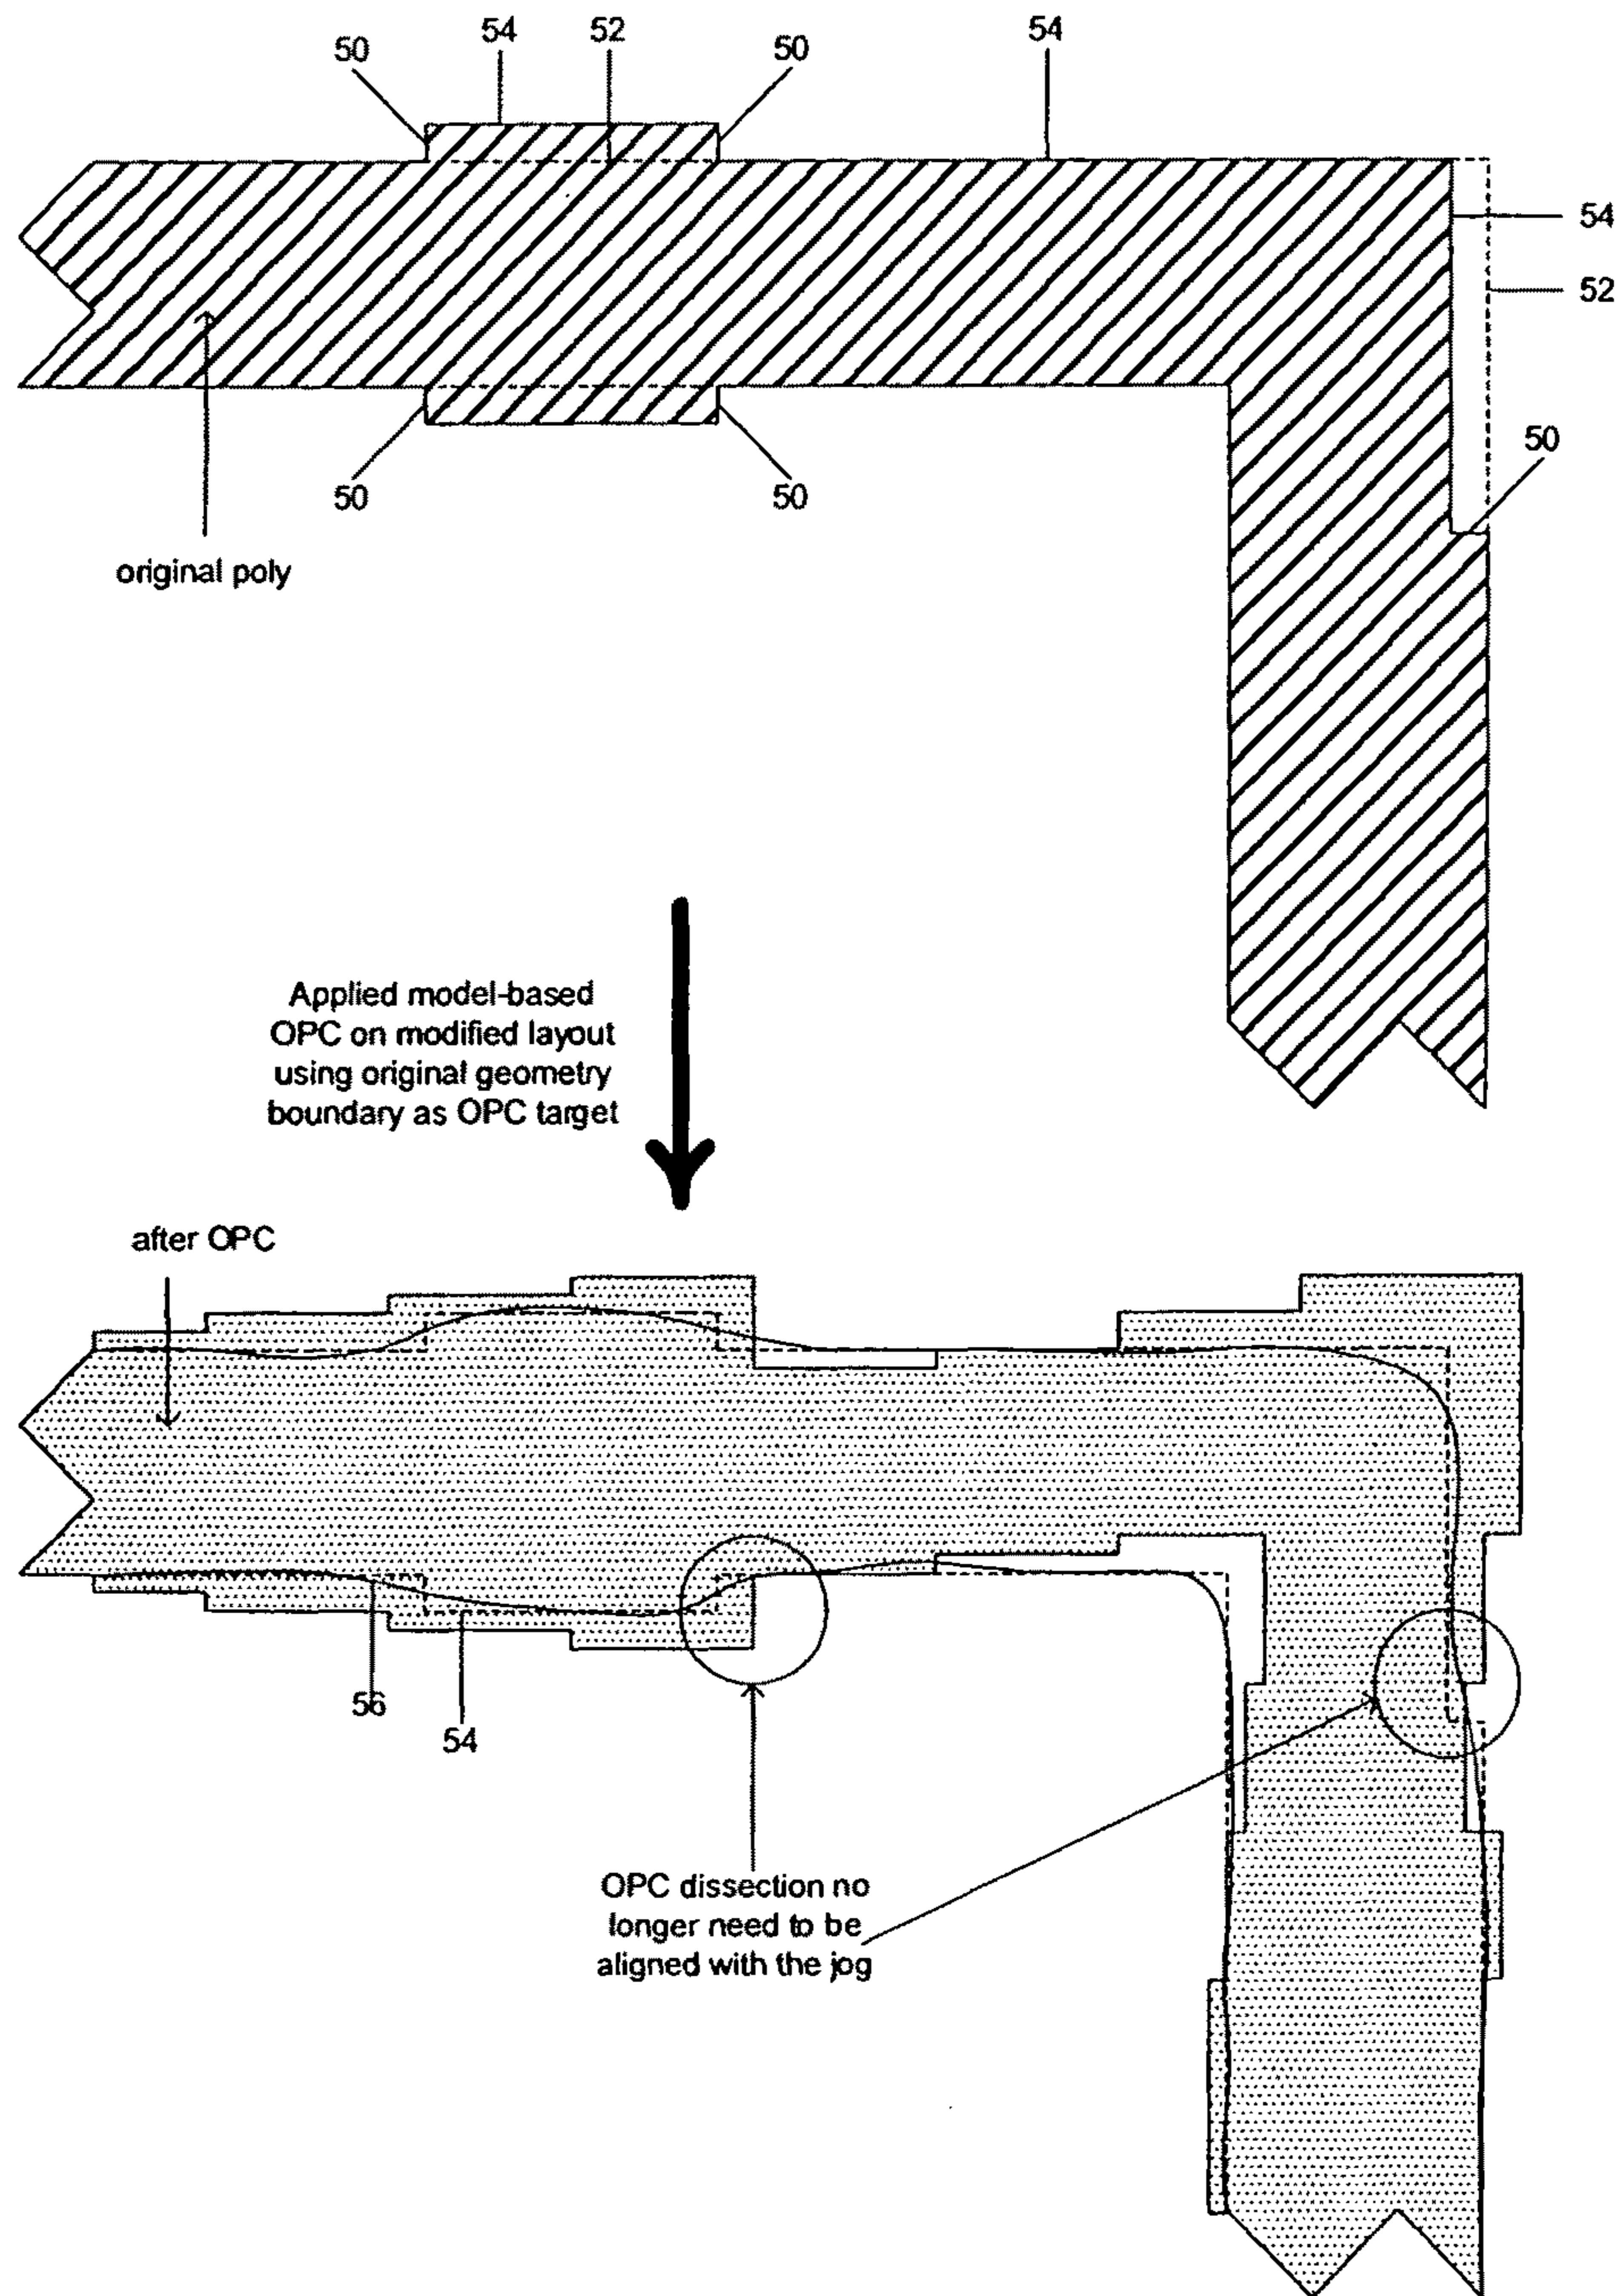 54
52
54
50
50
54
52
50
50
50
original poly
Applied model-based
OPC on modified layout
using original geometry
boundary as OPC target
after OPC
56
54
OPC dissection no
longer need to be
aligned with the jog